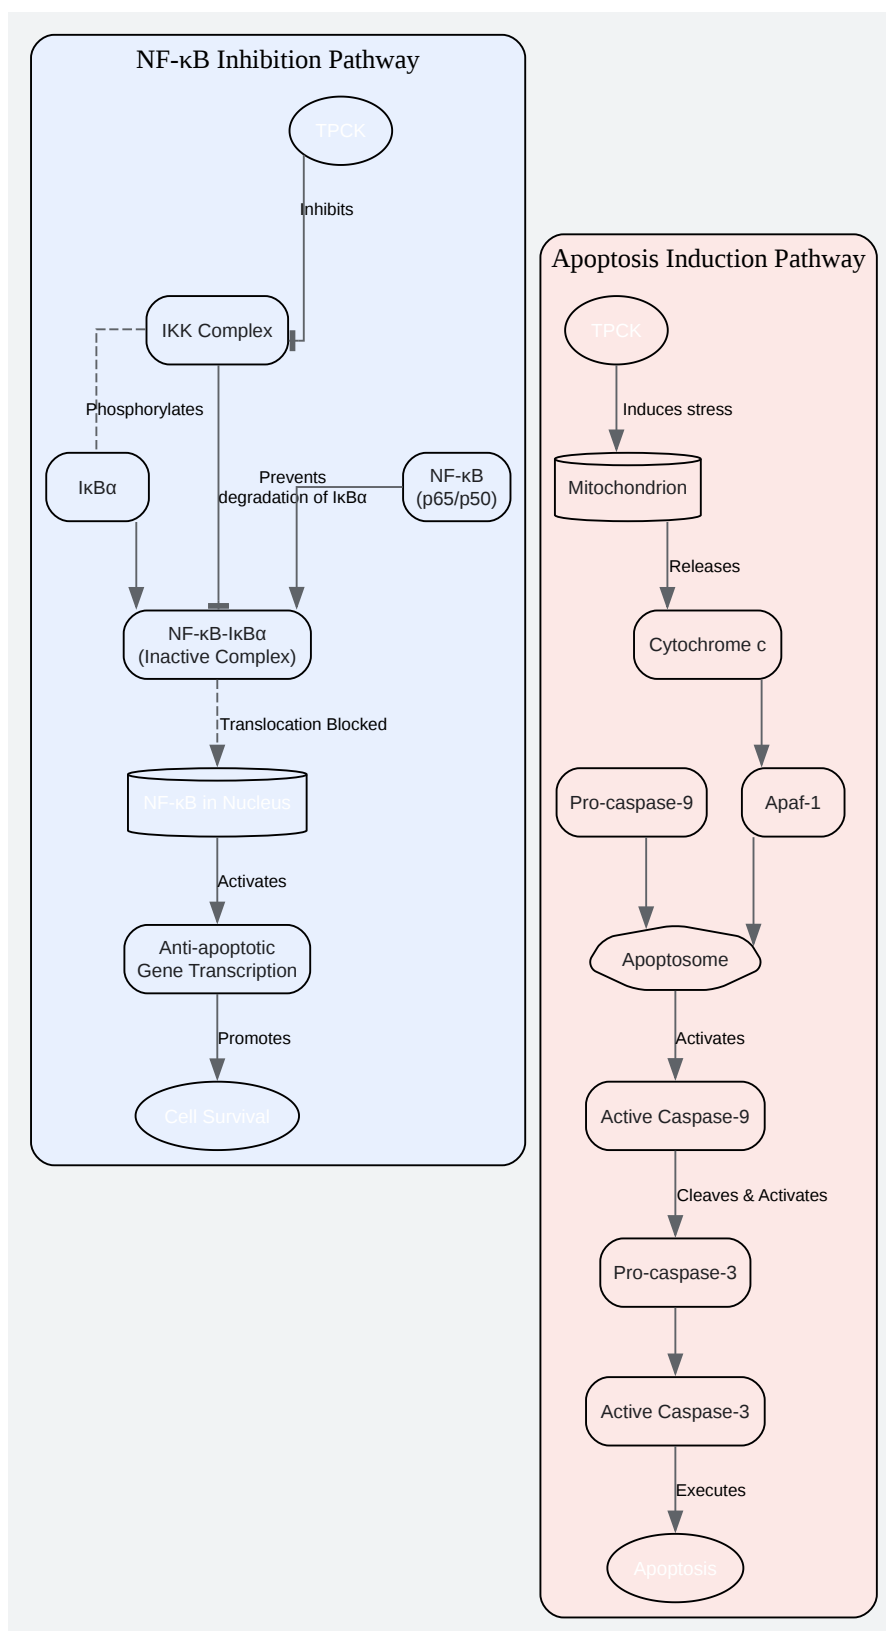 NF-κB Inhibition Pathway
TPCK
Inhibits
IKK Complex
Phosphorylates
IκBα
Prevents
degradation of IκBα
NF-κB
(p65/p50)
NF-κB-IκBα
(Inactive Complex)
Translocation Blocked
NF-κB in Nucleus
Activates
Anti-apoptotic
Gene Transcription
Promotes
Cell Survival
Apoptosis Induction Pathway
TPCK
Induces stress
Mitochondrion
Releases
Cytochrome c
Pro-caspase-9
Apaf-1
Apoptosome
Activates
Active Caspase-9
Cleaves & Activates
Pro-caspase-3
Active Caspase-3
Executes
Apoptosis